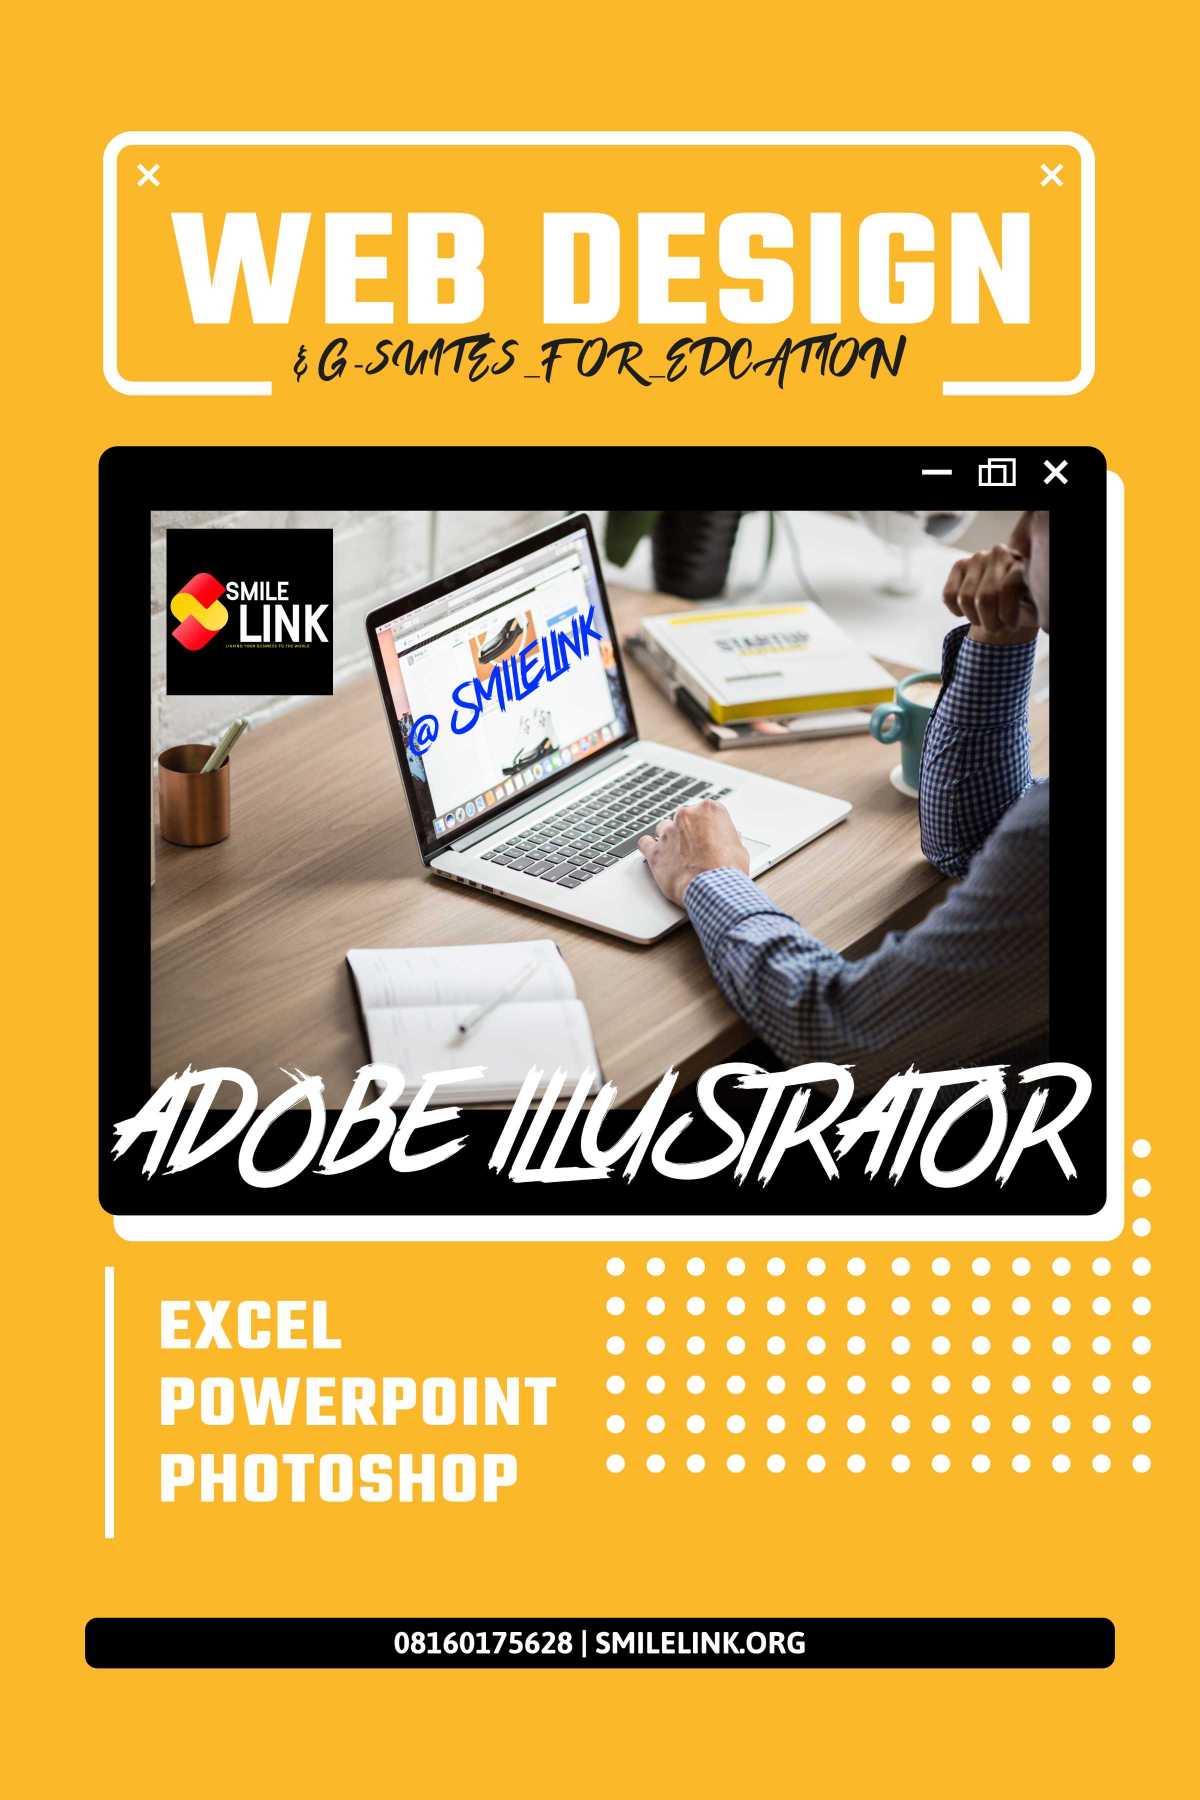 WEB DESIGN
& G-SUITES_FOR_EDCATION
SMILE
LINK
LINKING YOUR BUSINESS TO THE WORLD
@ SMILELINK
STARTUP
ADOBE ILLUSTRATOR
EXCEL
POWERPOINT
PHOTOSHOP
08160175628 | SMILELINK.ORG